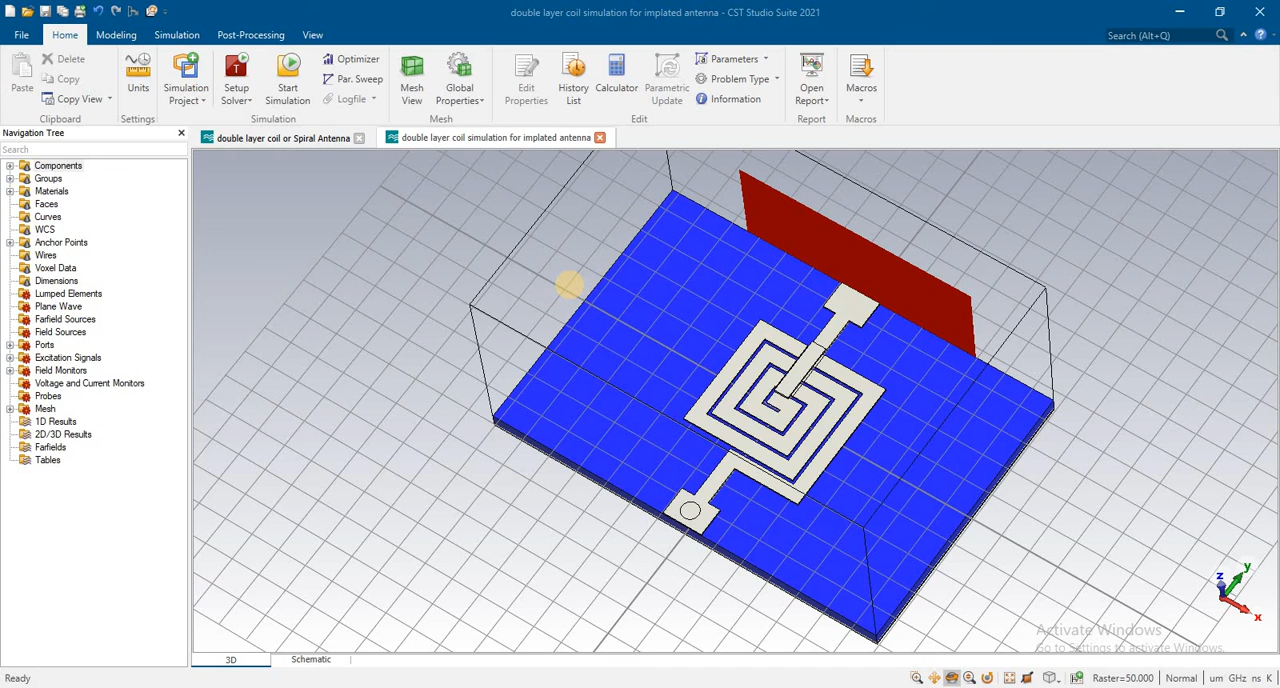 double layer coil simulation for implated antenna - CST Studio Suite 2021
File Home Modeling Simulation Post-Processing View Search (Alt+Q)
Paste Delete Copy Copy View Clipboard
Units Settings
Simulation Project Setup Solver Start Simulation Optimizer Par. Sweep Logfile Simulation
Mesh View Global Properties Mesh
Edit Properties History List Calculator Parametric Update Parameters Problem Type Information Edit
Open Report Report
Macros Macros
Navigation Tree
double layer coil or Spiral Antenna double layer coil simulation for implated antenna
Search
Components
Groups
Materials
Faces
Curves
WCS
Anchor Points
Wires
Voxel Data
Dimensions
Lumped Elements
Plane Wave
Farfield Sources
Field Sources
Ports
Excitation Signals
Field Monitors
Voltage and Current Monitors
Probes
Mesh
1D Results
2D/3D Results
Farfields
Tables
z y x
Activate Windows
Go to Settings to activate Windows.
3D Schematic
Ready Raster=50.000 Normal um GHz ns K